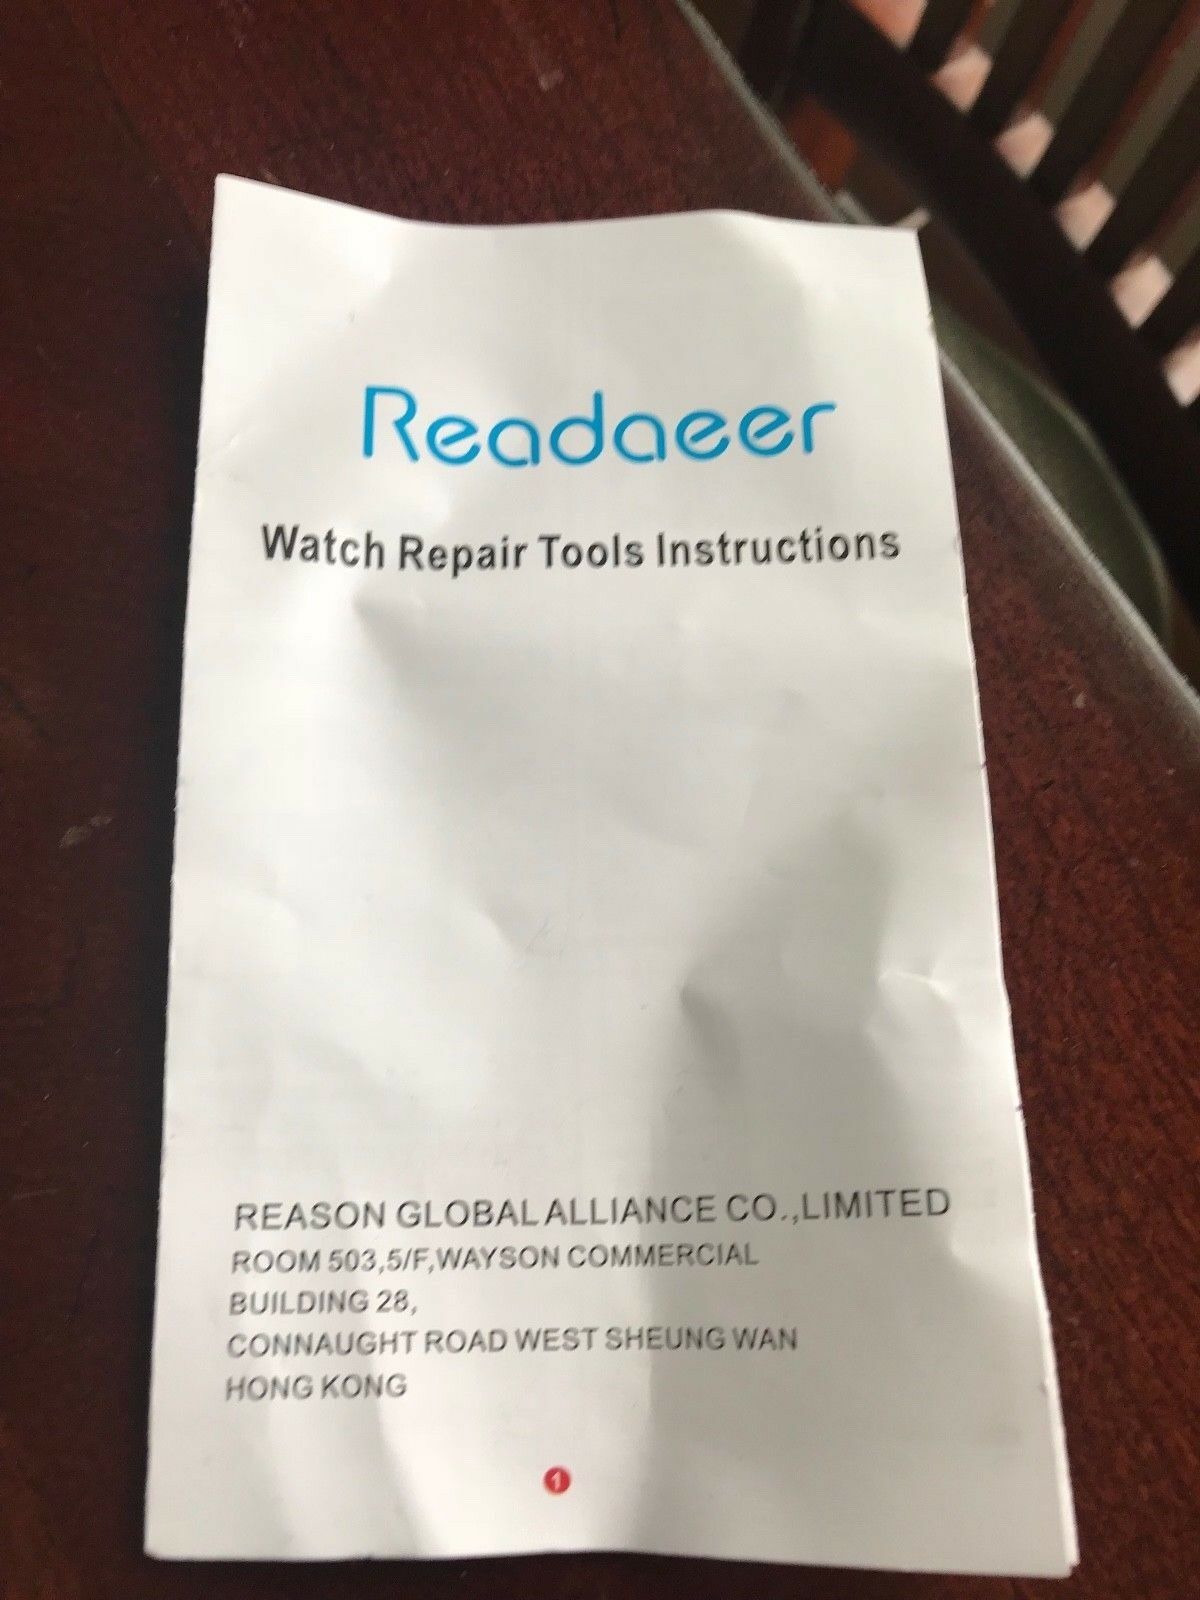 Readaeer
Watch Repair Tools Instructions
REASON GLOBAL ALLIANCE CO.,LIMITED
ROOM 503,5/F,WAYSON COMMERCIAL
BUILDING 28,
CONNAUGHT ROAD WEST SHEUNG WAN
HONG KONG
1